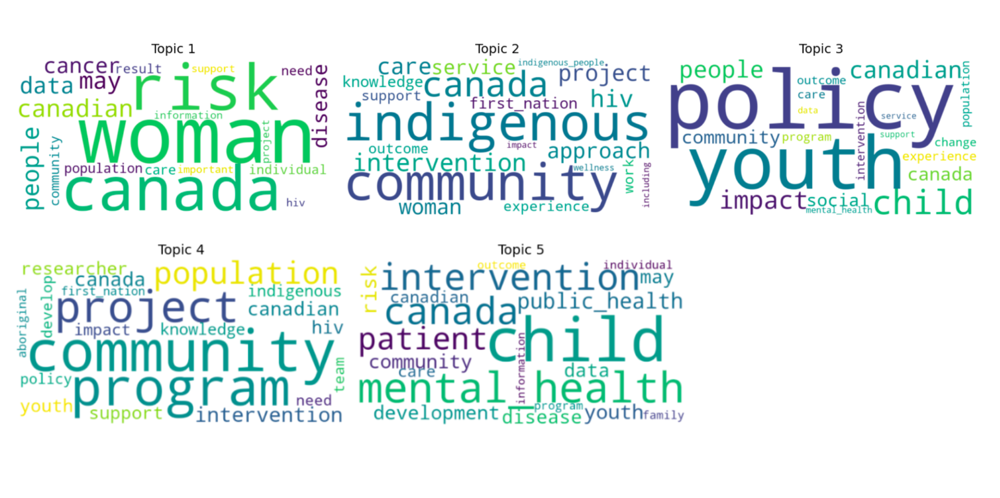 Topic 1
cancer
result
support
need
disease
data
may
risk
canadian
information
woman
project
people
community
population
care
important
individual
canada
hiv
Topic 2
care
service
indigenous_people
project
knowledge
canada
support
first_nation
hiv
indigenous
outcome
impact
approach
intervention
wellness
work
including
community
woman
experience
Topic 3
people
policy
outcome
canadian
population
care
data
service
intervention
community
program
support
change
youth
experience
canada
impact
social
child
mental_health
Topic 4
researcher
population
canada
develop
first_nation
indigenous
aboriginal
project
canadian
impact
knowledge
hiv
community
team
policy
program
youth
need
support
intervention
Topic 5
outcome
individual
risk
intervention
may
canadian
public_health
canada
patient
child
information
community
care
data
mental_health
program
development
disease
youth
family